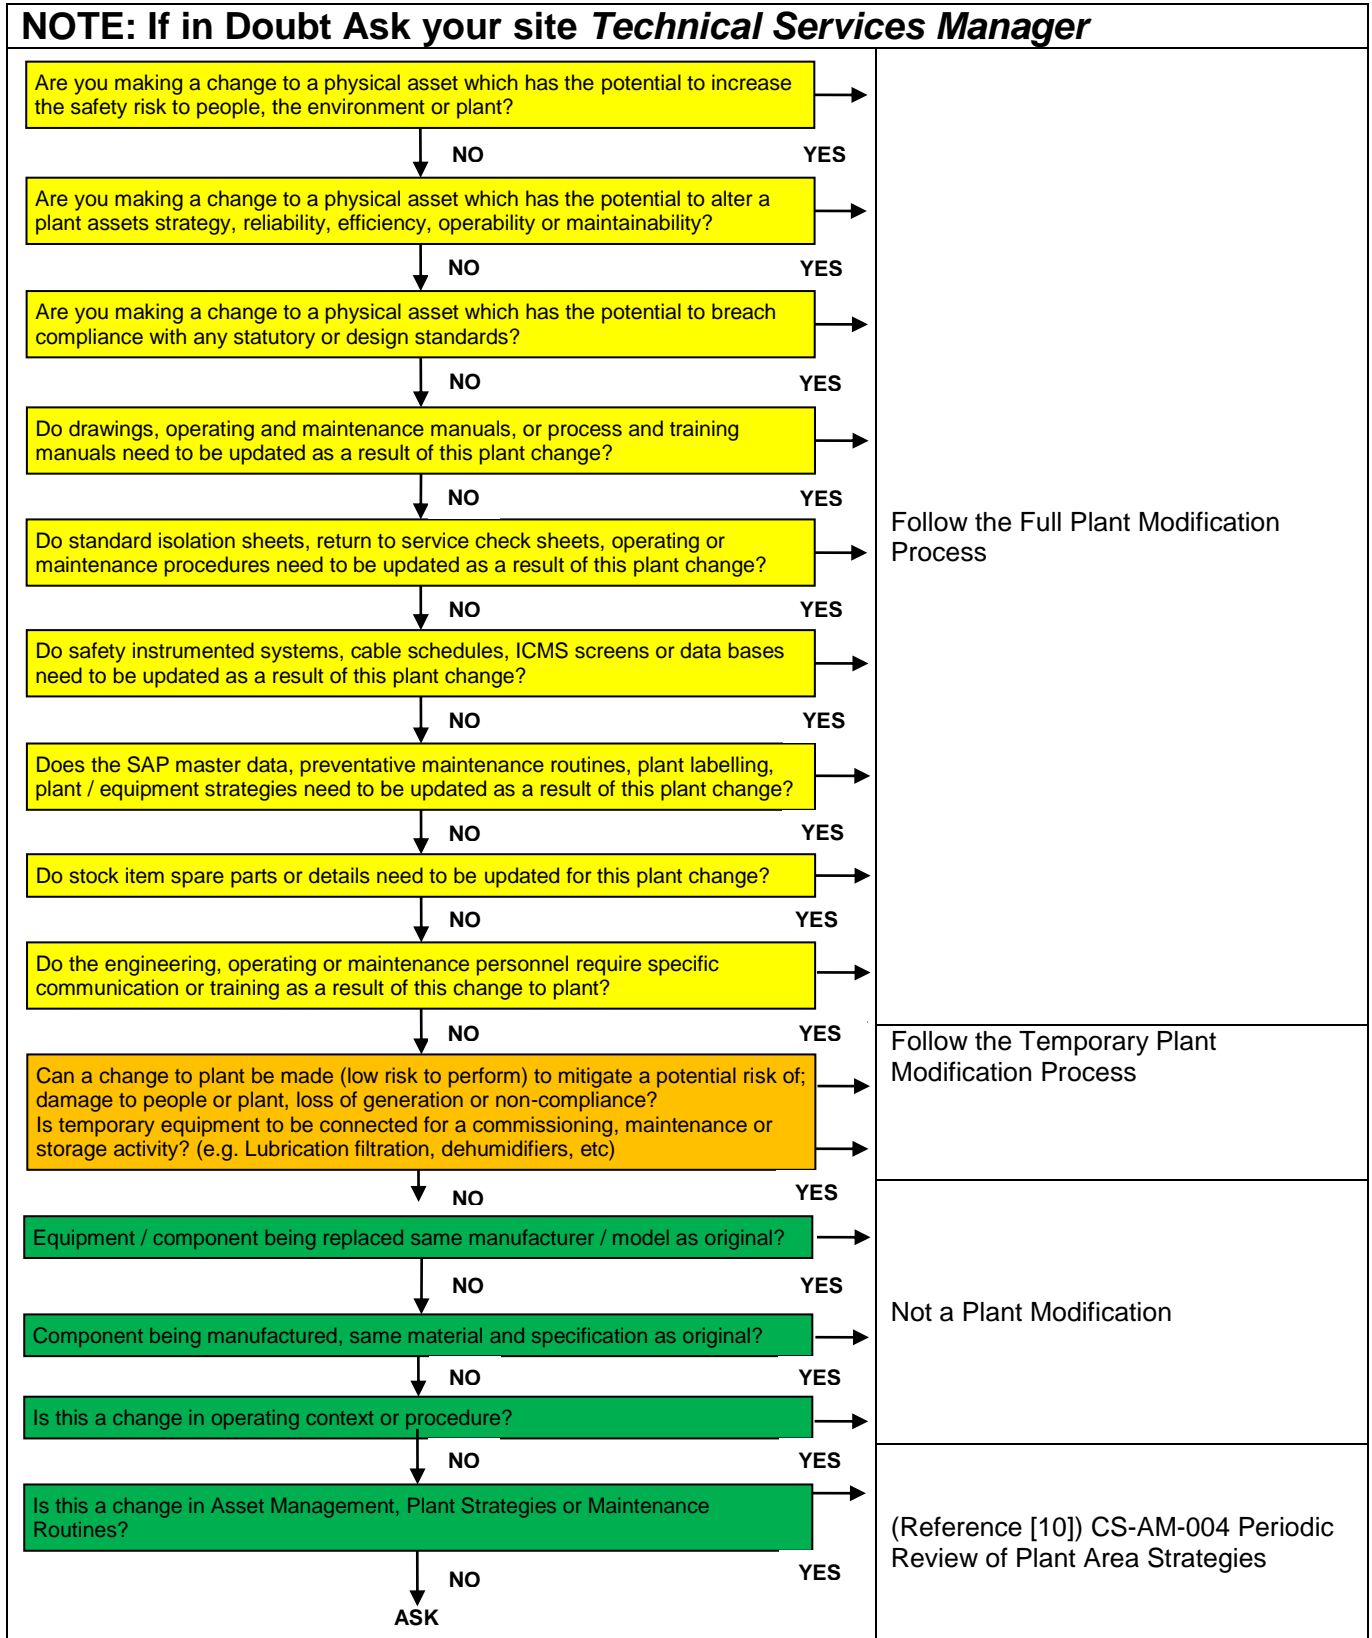 NOTE: If in Doubt Ask your site Technical Services Manager
Are you making a change to a physical asset which has the potential to increase
the safety risk to people, the environment or plant?
NO
YES
Are you making a change to a physical asset which has the potential to alter a
plant assets strategy, reliability, efficiency, operability or maintainability?
NO
YES
Are you making a change to a physical asset which has the potential to breach
compliance with any statutory or design standards?
NO
YES
Do drawings, operating and maintenance manuals, or process and training
manuals need to be updated as a result of this plant change?
NO
YES
Do standard isolation sheets, return to service check sheets, operating or
maintenance procedures need to be updated as a result of this plant change?
NO
YES
Do safety instrumented systems, cable schedules, ICMS screens or data bases
need to be updated as a result of this plant change?
NO
YES
Does the SAP master data, preventative maintenance routines, plant labelling,
plant / equipment strategies need to be updated as a result of this plant change?
NO
YES
Do stock item spare parts or details need to be updated for this plant change?
NO
YES
Do the engineering, operating or maintenance personnel require specific
communication or training as a result of this change to plant?
NO
YES
Follow the Full Plant Modification
Process
Can a change to plant be made (low risk to perform) to mitigate a potential risk of;
damage to people or plant, loss of generation or non-compliance?
Is temporary equipment to be connected for a commissioning, maintenance or
storage activity? (e.g. Lubrication filtration, dehumidifiers, etc)
NO
YES
Follow the Temporary Plant
Modification Process
Equipment / component being replaced same manufacturer / model as original?
NO
YES
Component being manufactured, same material and specification as original?
NO
YES
Is this a change in operating context or procedure?
NO
YES
Not a Plant Modification
Is this a change in Asset Management, Plant Strategies or Maintenance
Routines?
NO
YES
ASK
(Reference [10]) CS-AM-004 Periodic
Review of Plant Area Strategies